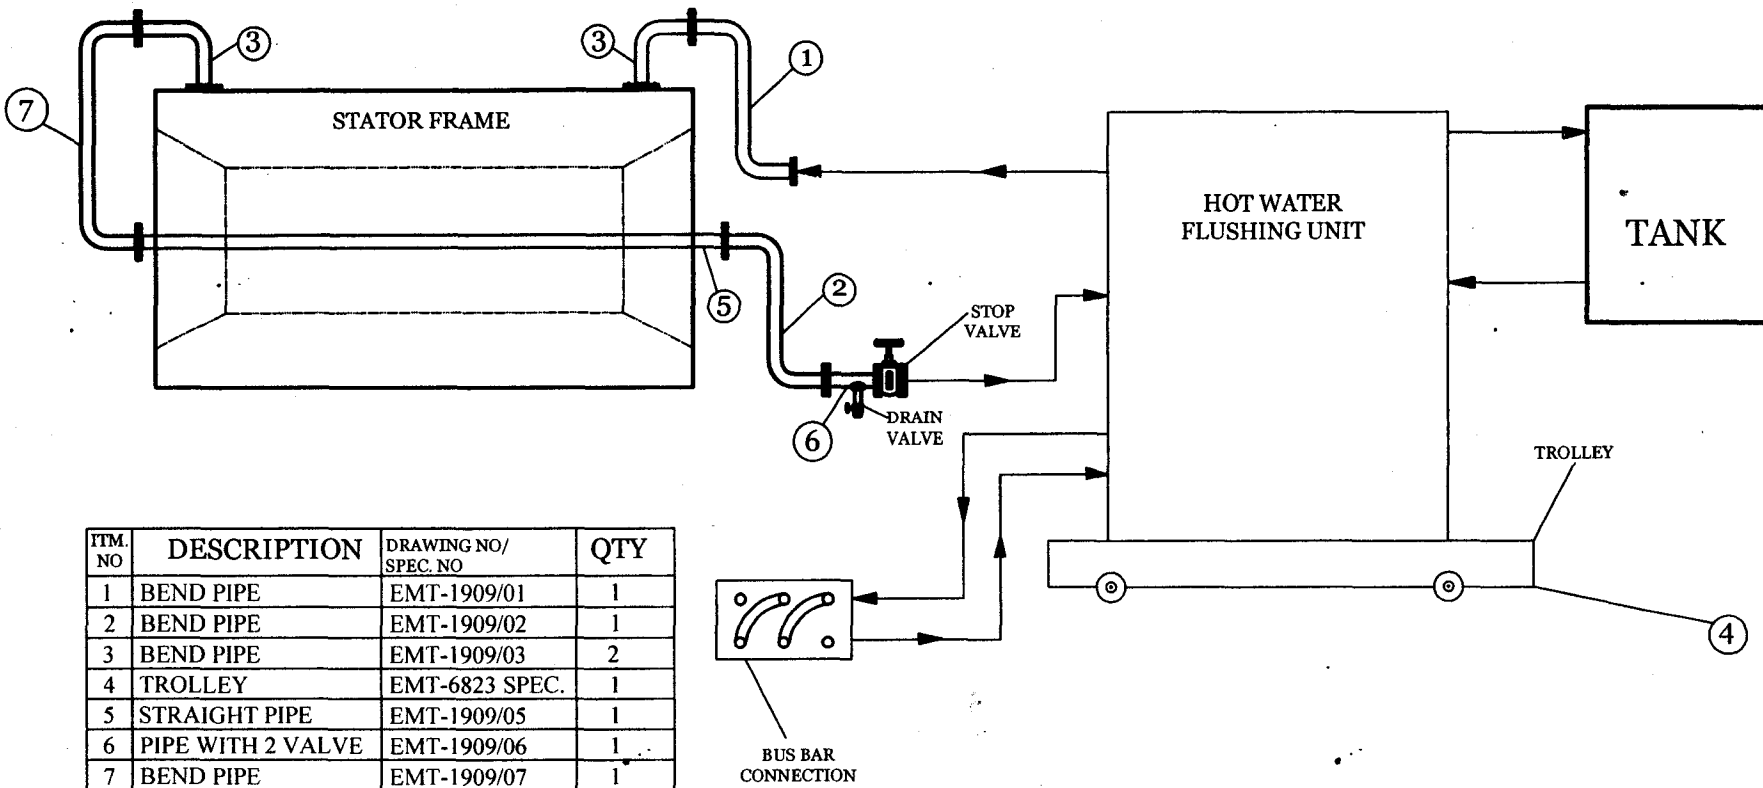 3
3
1
7
STATOR FRAME
HOT WATER
FLUSHING UNIT
TANK
5
2
STOP
VALVE
DRAIN
VALVE
6
TROLLEY
4
BUS BAR
CONNECTION
ITM. NO DESCRIPTION DRAWING NO/ SPEC. NO QTY
1 BEND PIPE EMT-1909/01 1
2 BEND PIPE EMT-1909/02 1
3 BEND PIPE EMT-1909/03 2
4 TROLLEY EMT-6823 SPEC. 1
5 STRAIGHT PIPE EMT-1909/05 1
6 PIPE WITH 2 VALVE EMT-1909/06 1
7 BEND PIPE EMT-1909/07 1